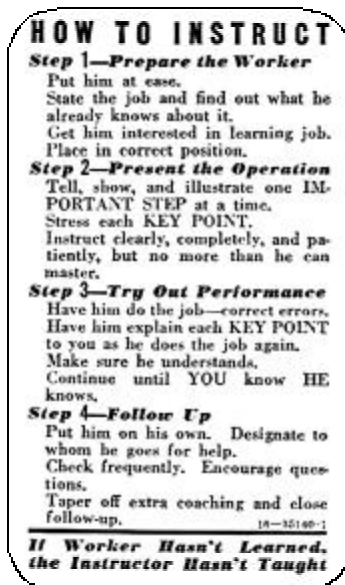 HOW TO INSTRUCT
Step 1—Prepare the Worker
Put him at ease.
State the job and find out what he
already knows about it.
Get him interested in learning job.
Place in correct position.
Step 2—Present the Operation
Tell, show, and illustrate one IM-
PORTANT STEP at a time.
Stress each KEY POINT.
Instruct clearly, completely, and pa-
tiently, but no more than he can
master.
Step 3—Try Out Performance
Have him do the job—correct errors.
Have him explain each KEY POINT
to you as he does the job again.
Make sure he understands.
Continue until YOU know HE
knows.
Step 4—Follow Up
Put him on his own. Designate to
whom he goes for help.
Check frequently. Encourage ques-
tions.
Taper off extra coaching and close
follow-up.
16—35140-1
If Worker Hasn't Learned,
the Instructor Hasn't Taught